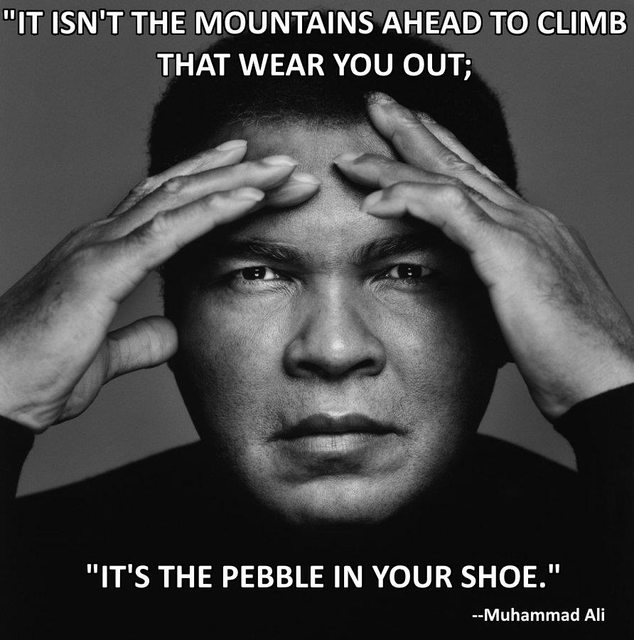 "IT ISN'T THE MOUNTAINS AHEAD TO CLIMB
THAT WEAR YOU OUT;
"IT'S THE PEBBLE IN YOUR SHOE."
--Muhammad Ali